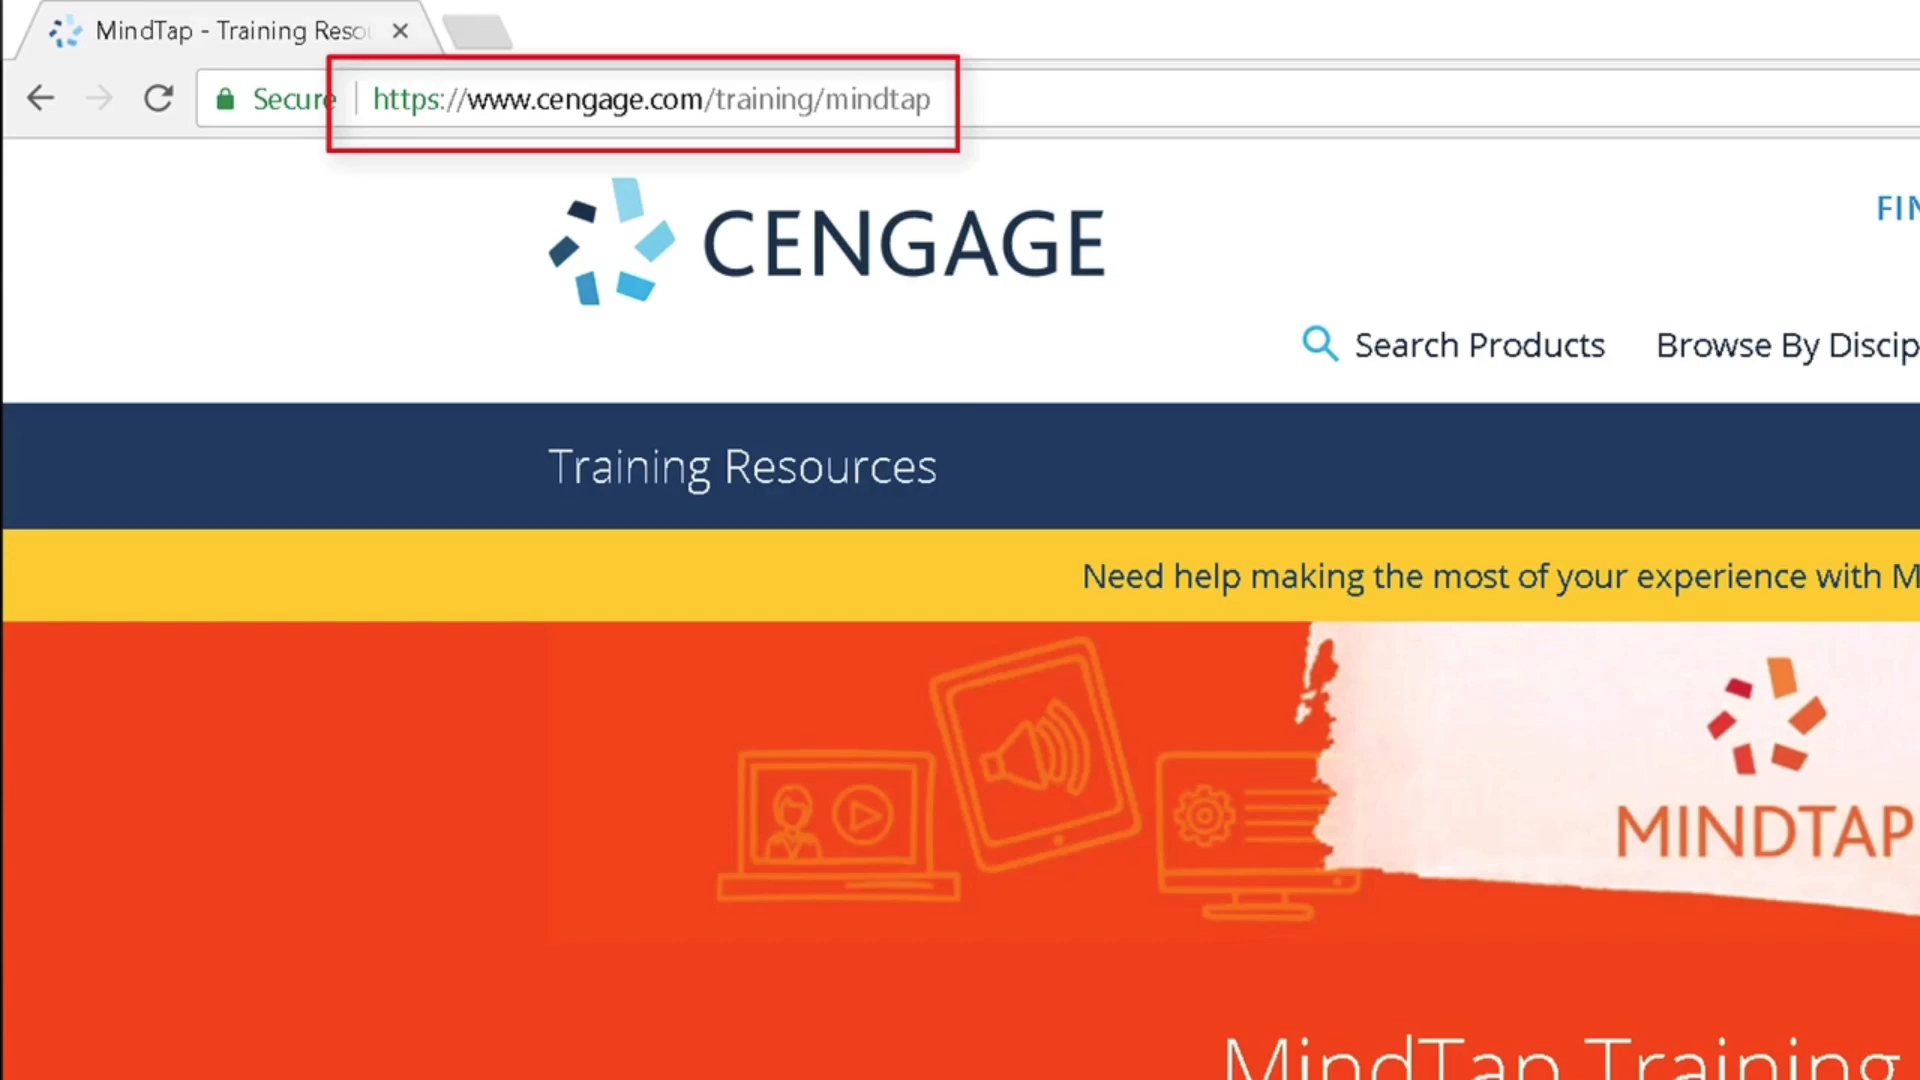 MindTap - Training Reso
Secure https://www.cengage.com/training/mindtap
CENGAGE
FIN
Search Products Browse By Discip
Training Resources
Need help making the most of your experience with M
MINDTAP
MindTap Training